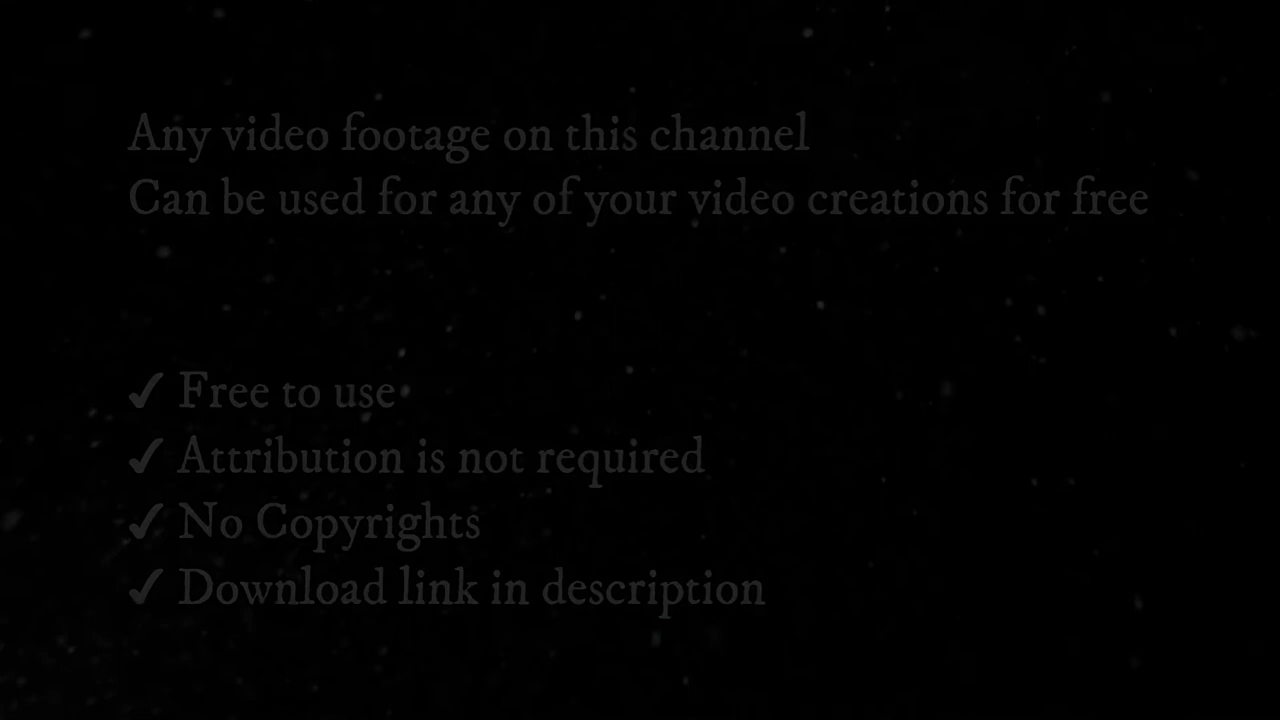 Any video footage on this channel
Can be used for any of your video creations for free
✓ Free to use
✓ Attribution is not required
✓ No Copyrights
✓ Download link in description